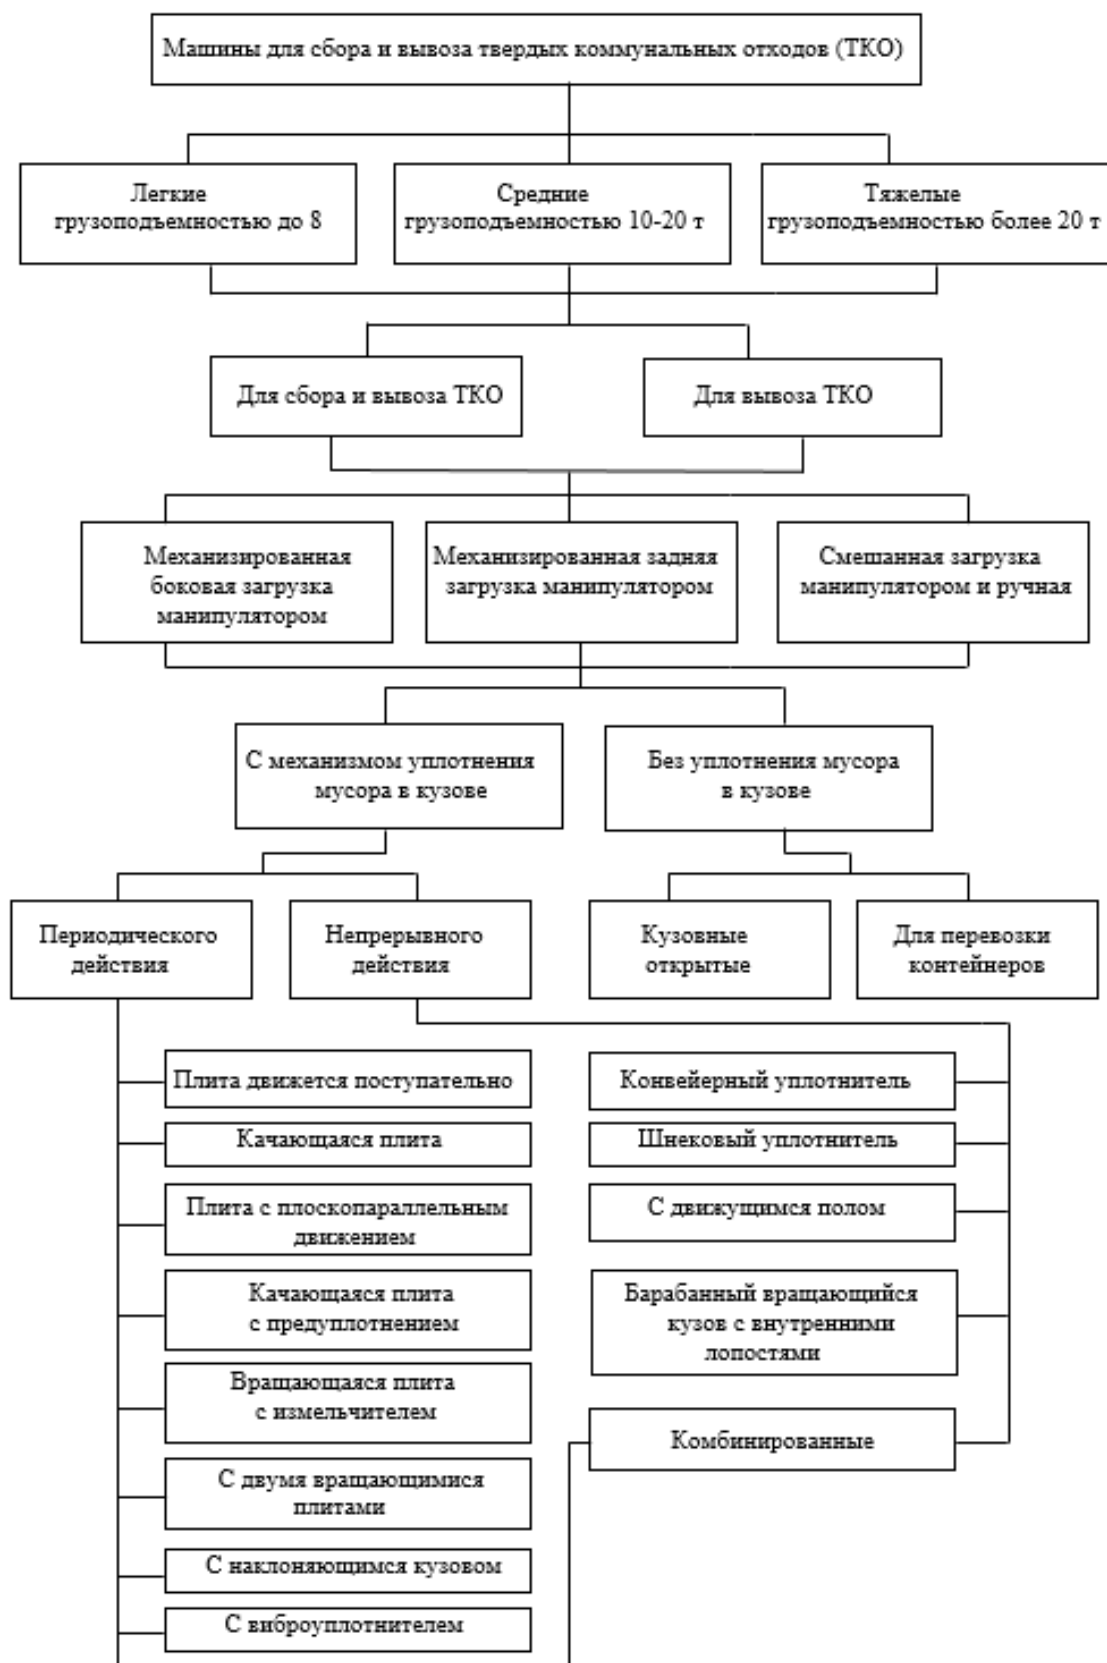 Машины для сбора и вывоза твердых коммунальных отходов (ТКО)
Легкие
грузоподъемностью до 8
Средние
грузоподъемностью 10-20 т
Тяжелые
грузоподъемностью более 20 т
Для сбора и вывоза ТКО
Для вывоза ТКО
Механизированная
боковая загрузка
манипулятором
Механизированная задняя
загрузка манипулятором
Смешанная загрузка
манипулятором и ручная
С механизмом уплотнения
мусора в кузове
Без уплотнения мусора
в кузове
Периодического
действия
Непрерывного
действия
Кузовные
открытые
Для перевозки
контейнеров
Плита движется поступательно
Качающаяся плита
Плита с плоскопараллельным
движением
Качающаяся плита
с предуплотнением
Вращающаяся плита
с измельчителем
С двумя вращающимися
плитами
С наклоняющимся кузовом
С виброуплотнителем
Конвейерный уплотнитель
Шнековый уплотнитель
С движущимся полом
Барабанный вращающийся
кузов с внутренними
лопостями
Комбинированные